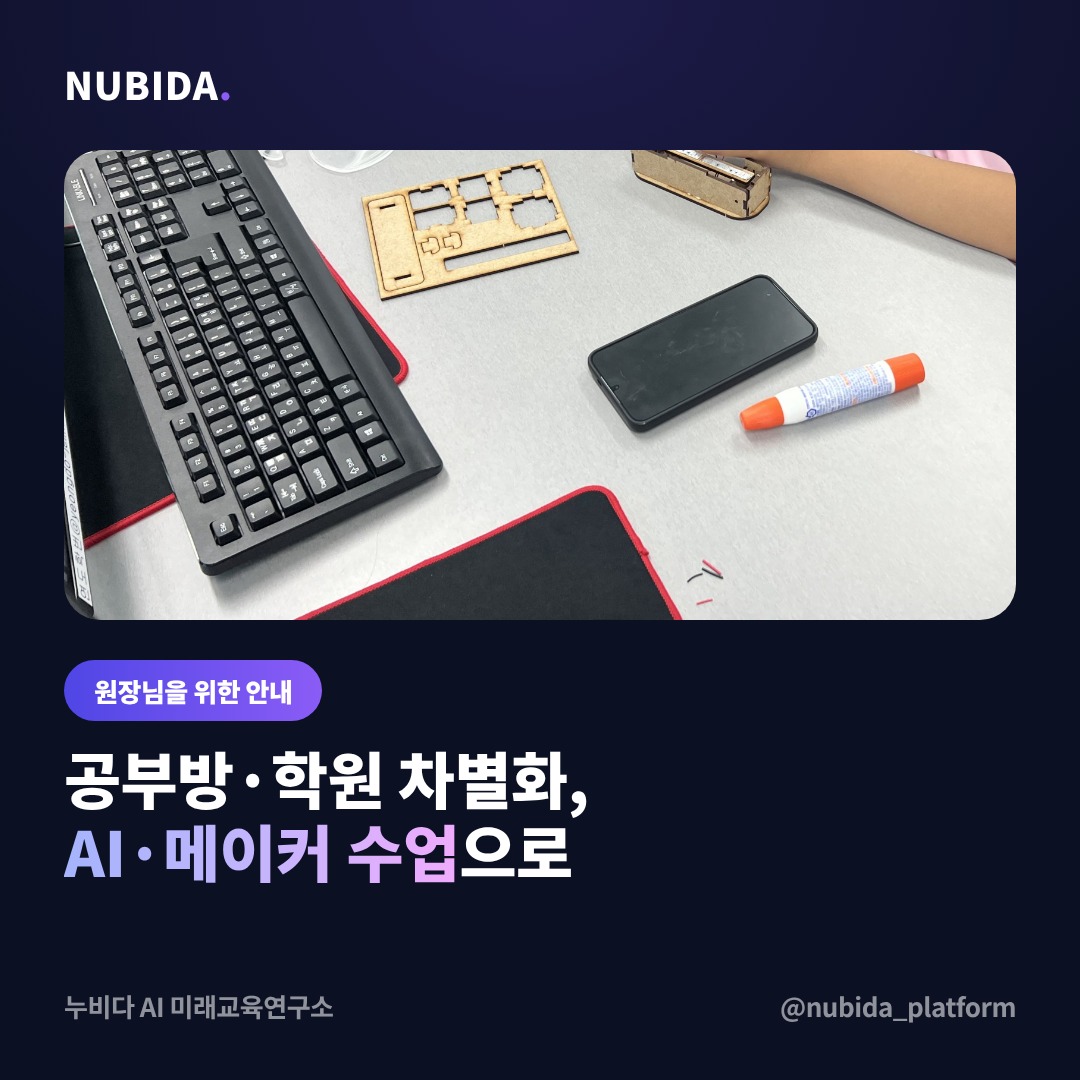 NUBIDA.
원장님을 위한 안내
공부방·학원 차별화,
AI·메이커 수업으로
누비다 AI 미래교육연구소
@nubida_platform